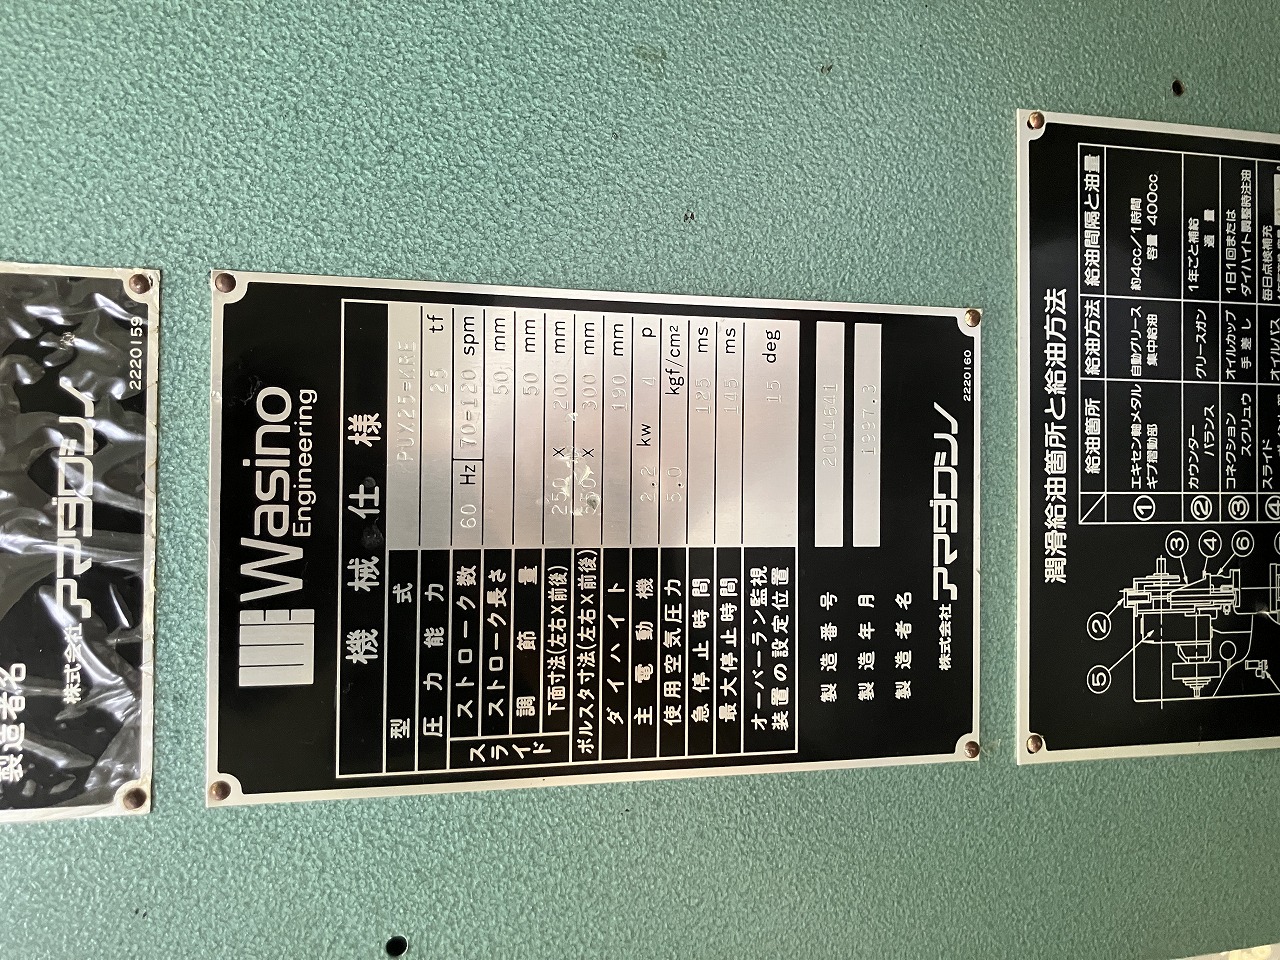 製造者名
株式会社 アマダワシノ
2220159
Wasino
Engineering
機械仕様
型式 PUX25=KRE
圧力能力 25 tf
スライド
ストローク数 60 Hz 70=120 spm
ストローク長さ 50 mm
調節量 50 mm
下面寸法(左右×前後) 250 × 200 mm
ボルスタ寸法(左右×前後) 550 × 300 mm
ダイハイト 190 mm
主電動機 2.2 kw 4 p
使用空気圧力 5.0 kgf/cm²
急停止時間 125 ms
最大停止時間 145 ms
オーバーラン監視
装置の設定位置 15 deg
製造番号 2004641
製造年月 1997.3
製造者名
株式会社 アマダワシノ
2220160
潤滑給油箇所と給油方法
給油箇所 給油方法 給油間隔と油量
① エキセン軸メタル
ギブ摺動部
自動グリース
集中給油
約4cc/1時間
容量 400cc
② カウンター
バランス
グリースガン
1年ごと補給
適量
③ コネクション
スクリュウ
オイルカップ
手差し
1日1回または
ダイハイト調整時注油
④ スライド
オイルバス
毎日点検補充
② ⑤ ③ ④ ⑥